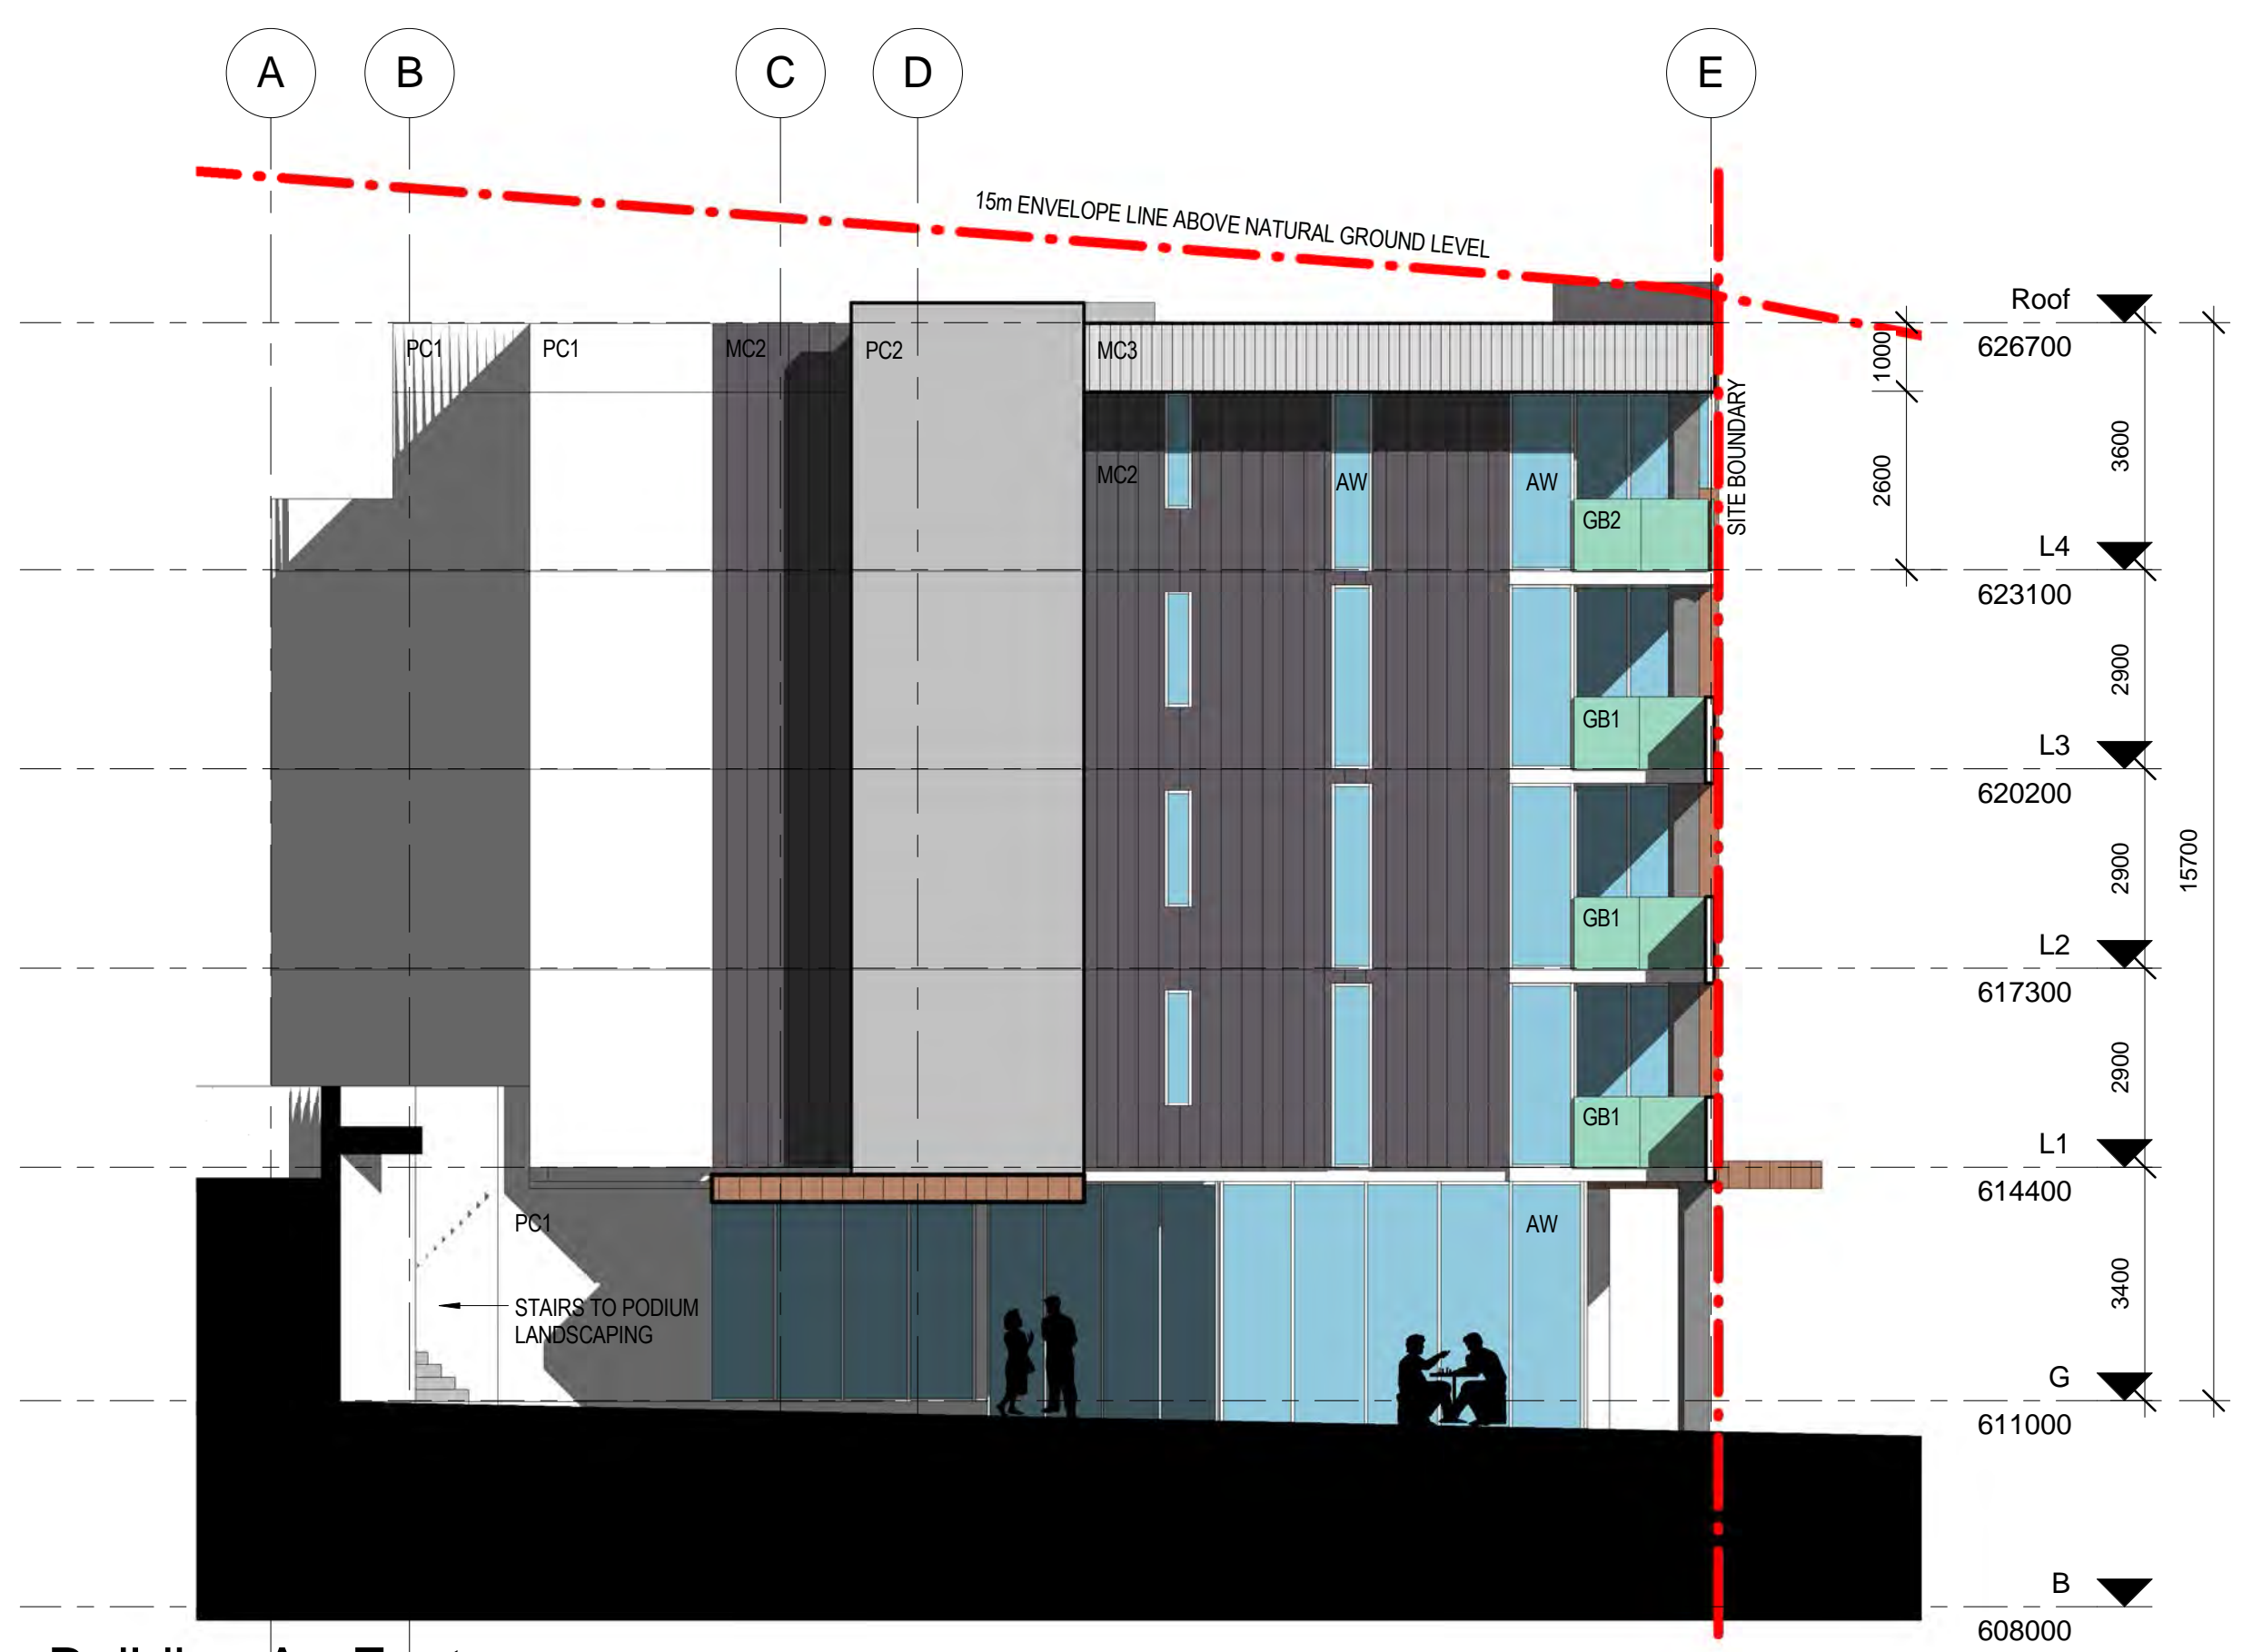 A B C D E
15m ENVELOPE LINE ABOVE NATURAL GROUND LEVEL
Roof
626700
PC1 PC1 MC2 PC2 MC3
1000
SITE BOUNDARY
3600
MC2 AW AW
2600
GB2
L4
623100
2900
GB1
L3
620200
2900
15700
GB1
L2
617300
2900
GB1
L1
614400
PC1 AW
3400
STAIRS TO PODIUM
LANDSCAPING
G
611000
B
608000